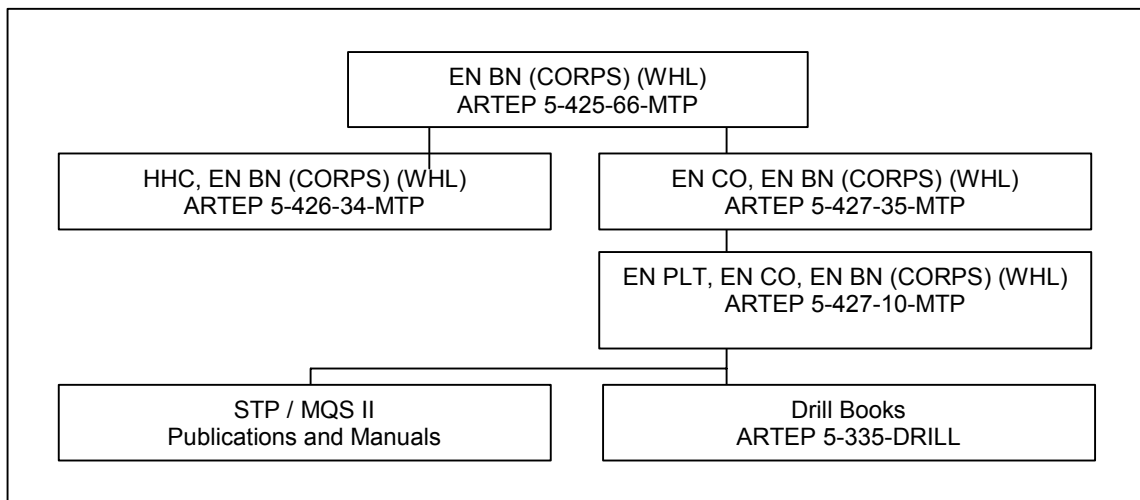 EN BN (CORPS) (WHL)
ARTEP 5-425-66-MTP
HHC, EN BN (CORPS) (WHL)
ARTEP 5-426-34-MTP
EN CO, EN BN (CORPS) (WHL)
ARTEP 5-427-35-MTP
EN PLT, EN CO, EN BN (CORPS) (WHL)
ARTEP 5-427-10-MTP
STP / MQS II
Publications and Manuals
Drill Books
ARTEP 5-335-DRILL